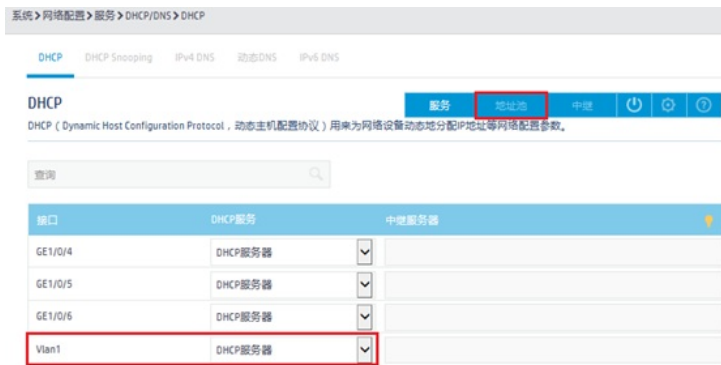 系统>网络配置>服务>DHCP/DNS>DHCP
DHCP DHCP Snooping IPv4 DNS 动态DNS IPv6 DNS
DHCP 服务 地址池 中继
DHCP（Dynamic Host Configuration Protocol，动态主机配置协议）用来为网络设备动态地分配IP地址等网络配置参数。
查询
接口 DHCP服务 中继服务器
GE1/0/4 DHCP服务器
GE1/0/5 DHCP服务器
GE1/0/6 DHCP服务器
Vlan1 DHCP服务器